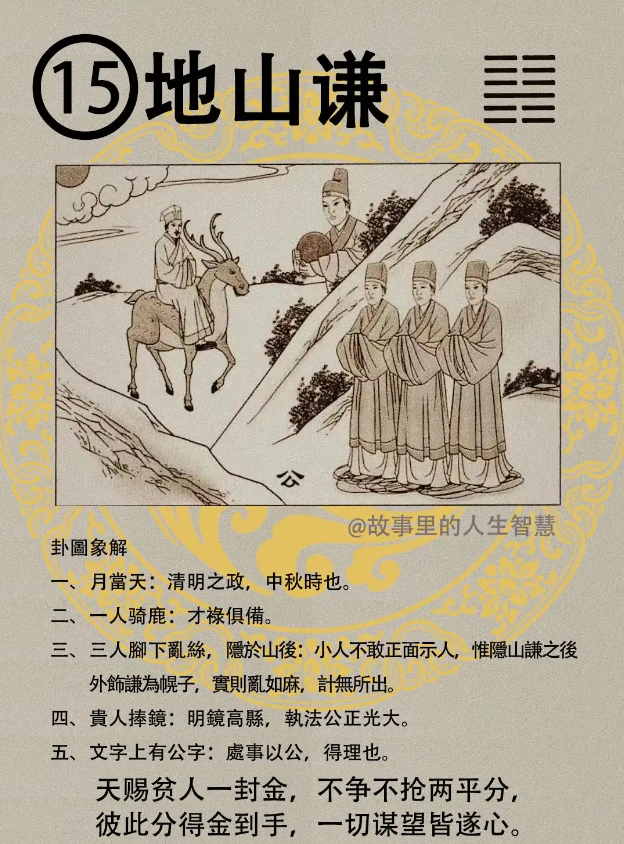 15地山谦
公
@故事里的人生智慧
卦圖象解
一、月當天：清明之政，中秋時也。
二、一人骑鹿：才祿俱備。
三、三人腳下亂絲，隱於山後：小人不敢正面示人，惟隱山謙之後
外飾謙為幌子，實則亂如麻，計無所出。
四、貴人捧鏡：明鏡高縣，執法公正光大。
五、文字上有公字：處事以公，得理也。
天赐贫人一封金，不争不抢两平分，
彼此分得金到手，一切谋望皆遂心。